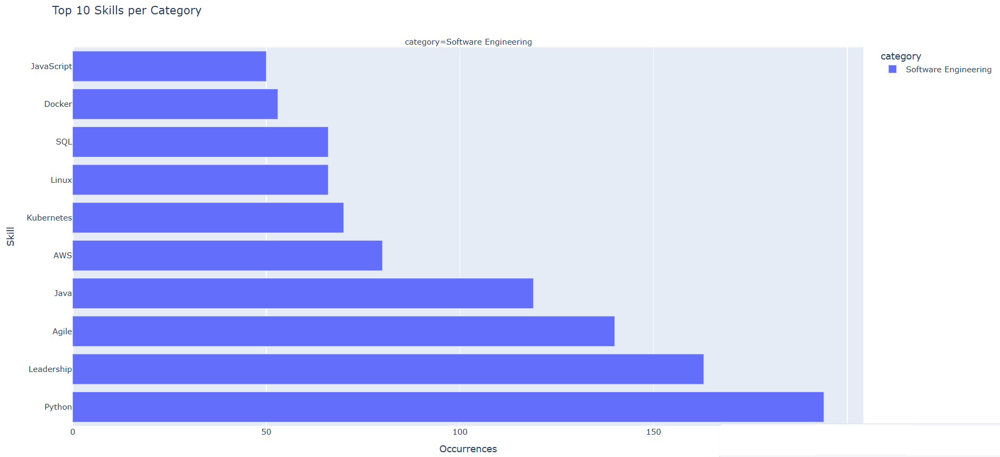 Top 10 Skills per Category
category=Software Engineering
category
Software Engineering
JavaScript
Docker
SQL
Linux
Kubernetes
AWS
Java
Agile
Leadership
Python
Skill
0 50 100 150
Occurrences